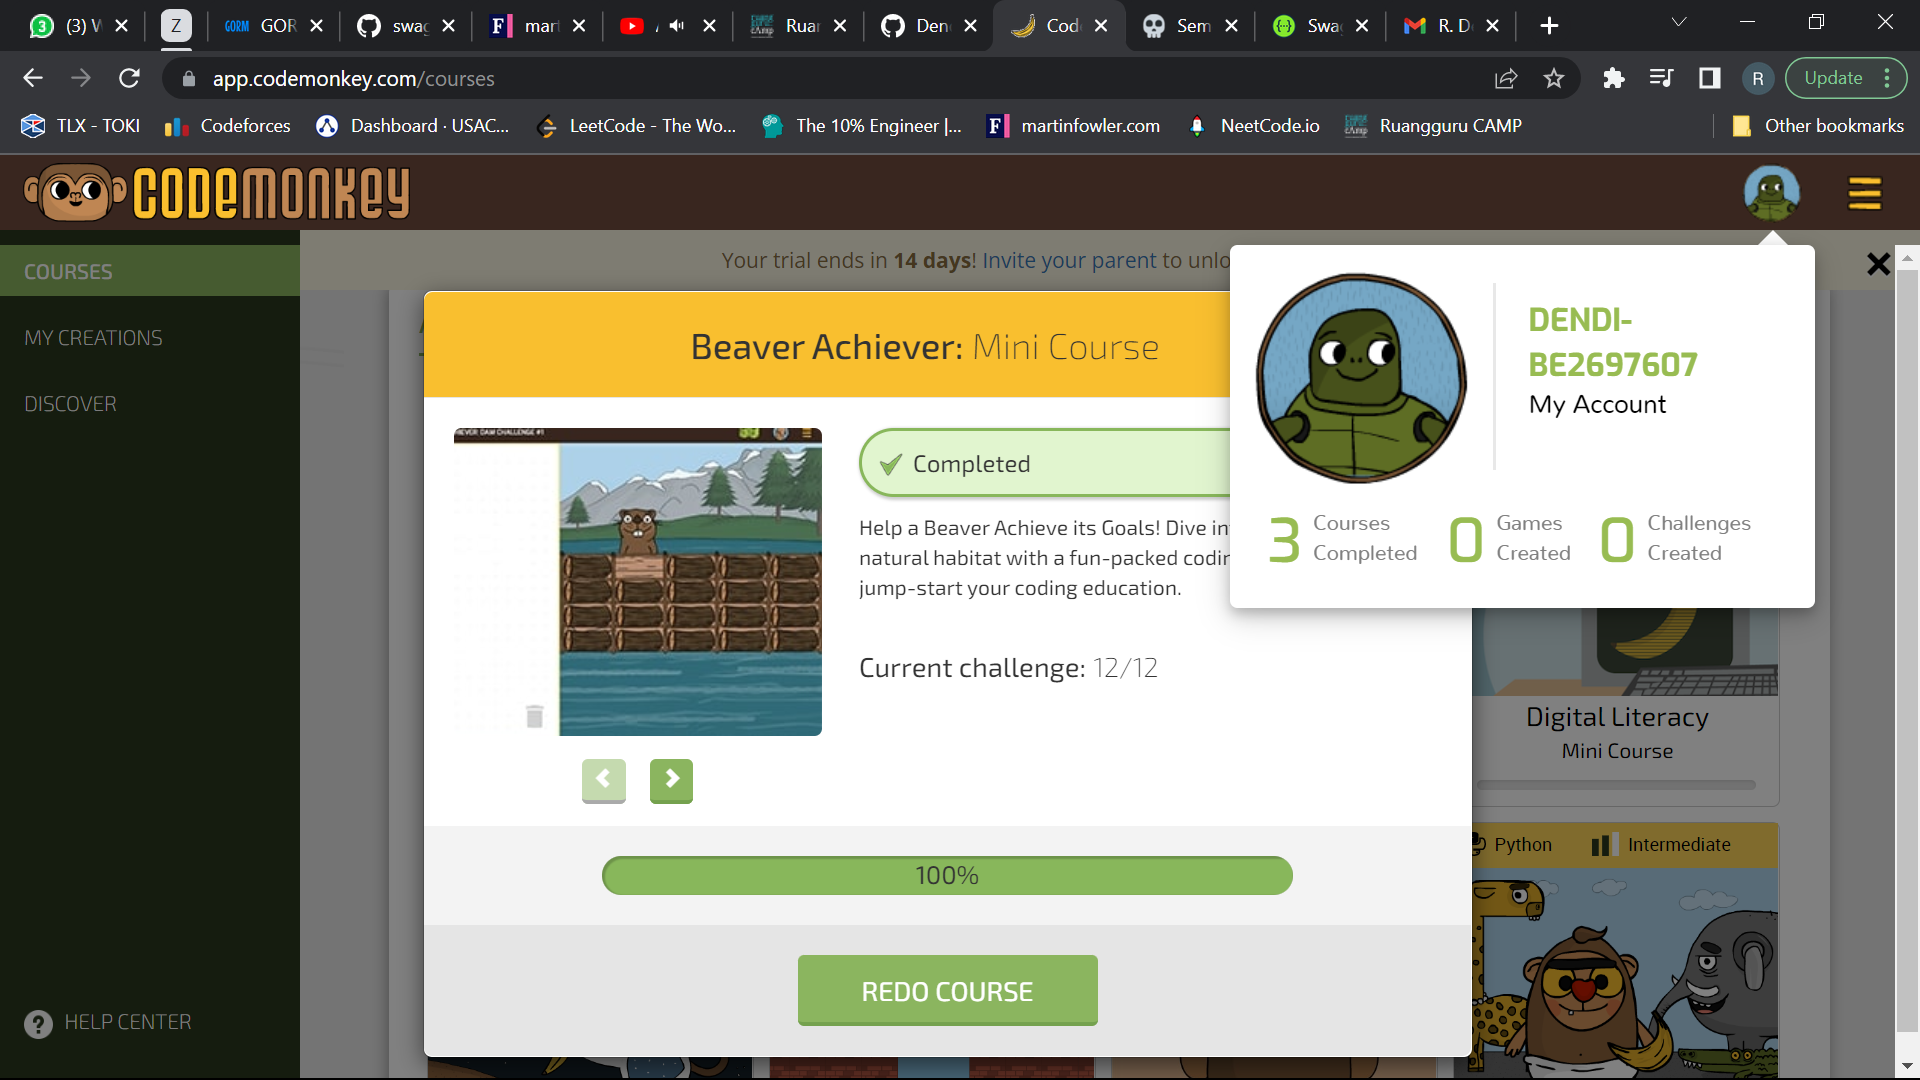 (3) W
Z
GORM GOR
swag
F mar
Rua
Den
Cod
Sem
Swa
R. D
app.codemonkey.com/courses
R
Update
TLX - TOKI
Codeforces
Dashboard · USAC...
LeetCode - The Wo...
The 10% Engineer |...
F martinfowler.com
NeetCode.io
Ruangguru CAMP
Other bookmarks
CODEMONKEY
COURSES
MY CREATIONS
DISCOVER
HELP CENTER
Your trial ends in 14 days! Invite your parent to unlo
Beaver Achiever: Mini Course
Completed
Help a Beaver Achieve its Goals! Dive in
natural habitat with a fun-packed codin
jump-start your coding education.
Current challenge: 12/12
100%
REDO COURSE
DENDI-
BE2697607
My Account
3 Courses Completed
0 Games Created
0 Challenges Created
Digital Literacy
Mini Course
Python
Intermediate